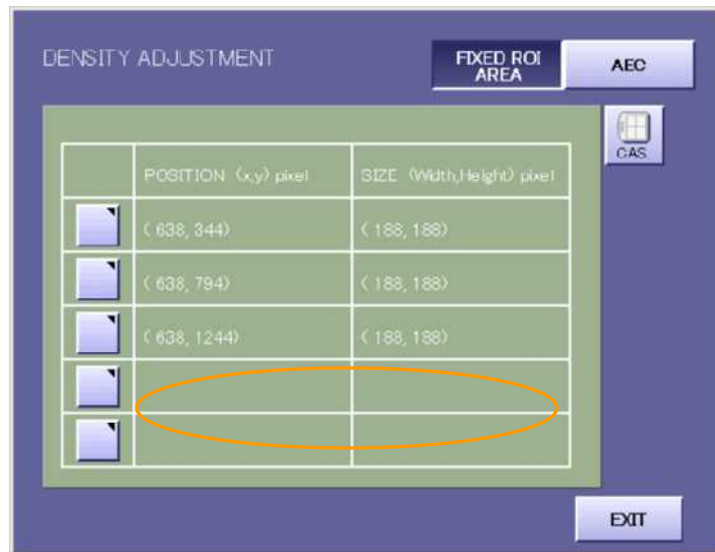 DENSITY ADJUSTMENT
FIXED ROI
AREA
AEC
CAS
POSITION (x,y) pixel SIZE (Width,Height) pixel
( 638, 344) ( 188, 188)
( 638, 794) ( 188, 188)
( 638, 1244) ( 188, 188)
EXIT